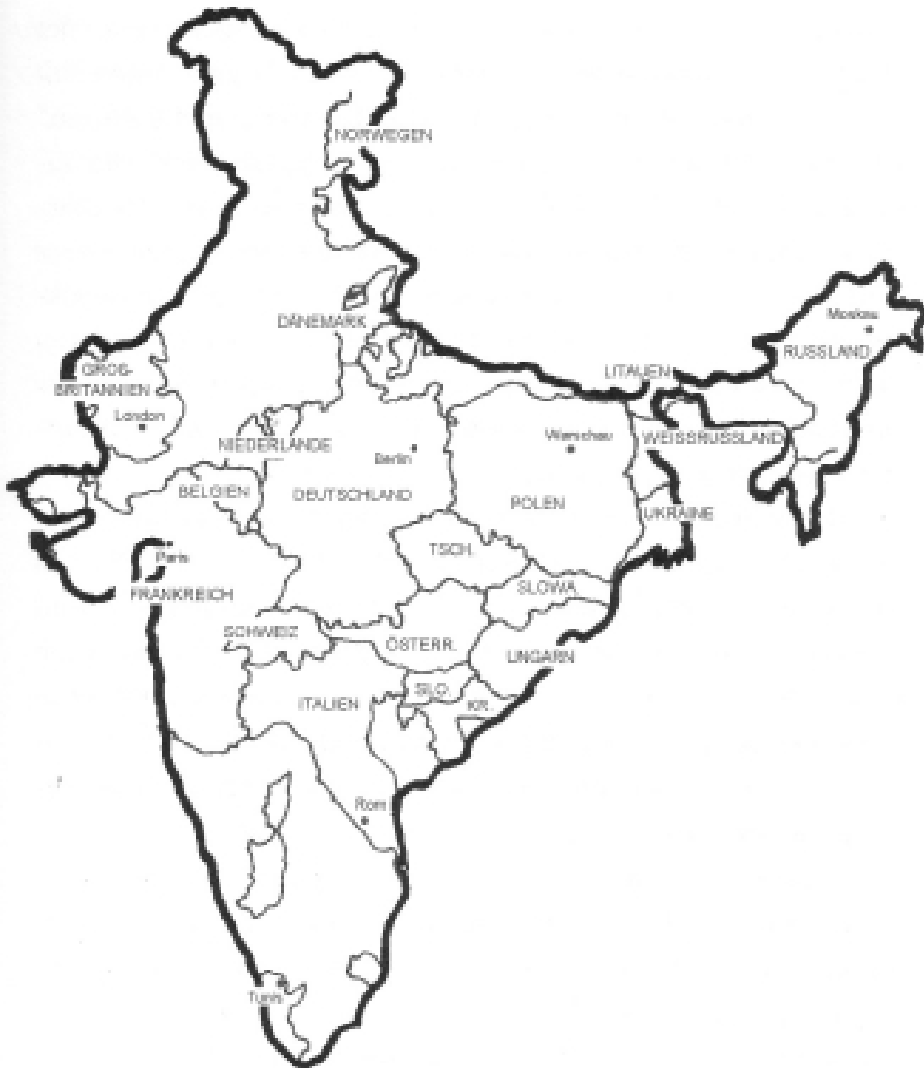 NORWEGEN
DÄNEMARK
Moskau
RUSSLAND
GROS-
BRITANNIEN
London
LITAUEN
NIEDERLANDE
Berlin
Warschau
WEISSRUSSLAND
BELGIEN
DEUTSCHLAND
POLEN
UKRAINE
Paris
TSCH.
FRANKREICH
SLOWA.
SCHWEIZ
ÖSTERR.
UNGARN
ITALIEN
SLO.
KR.
Rom
Tunis